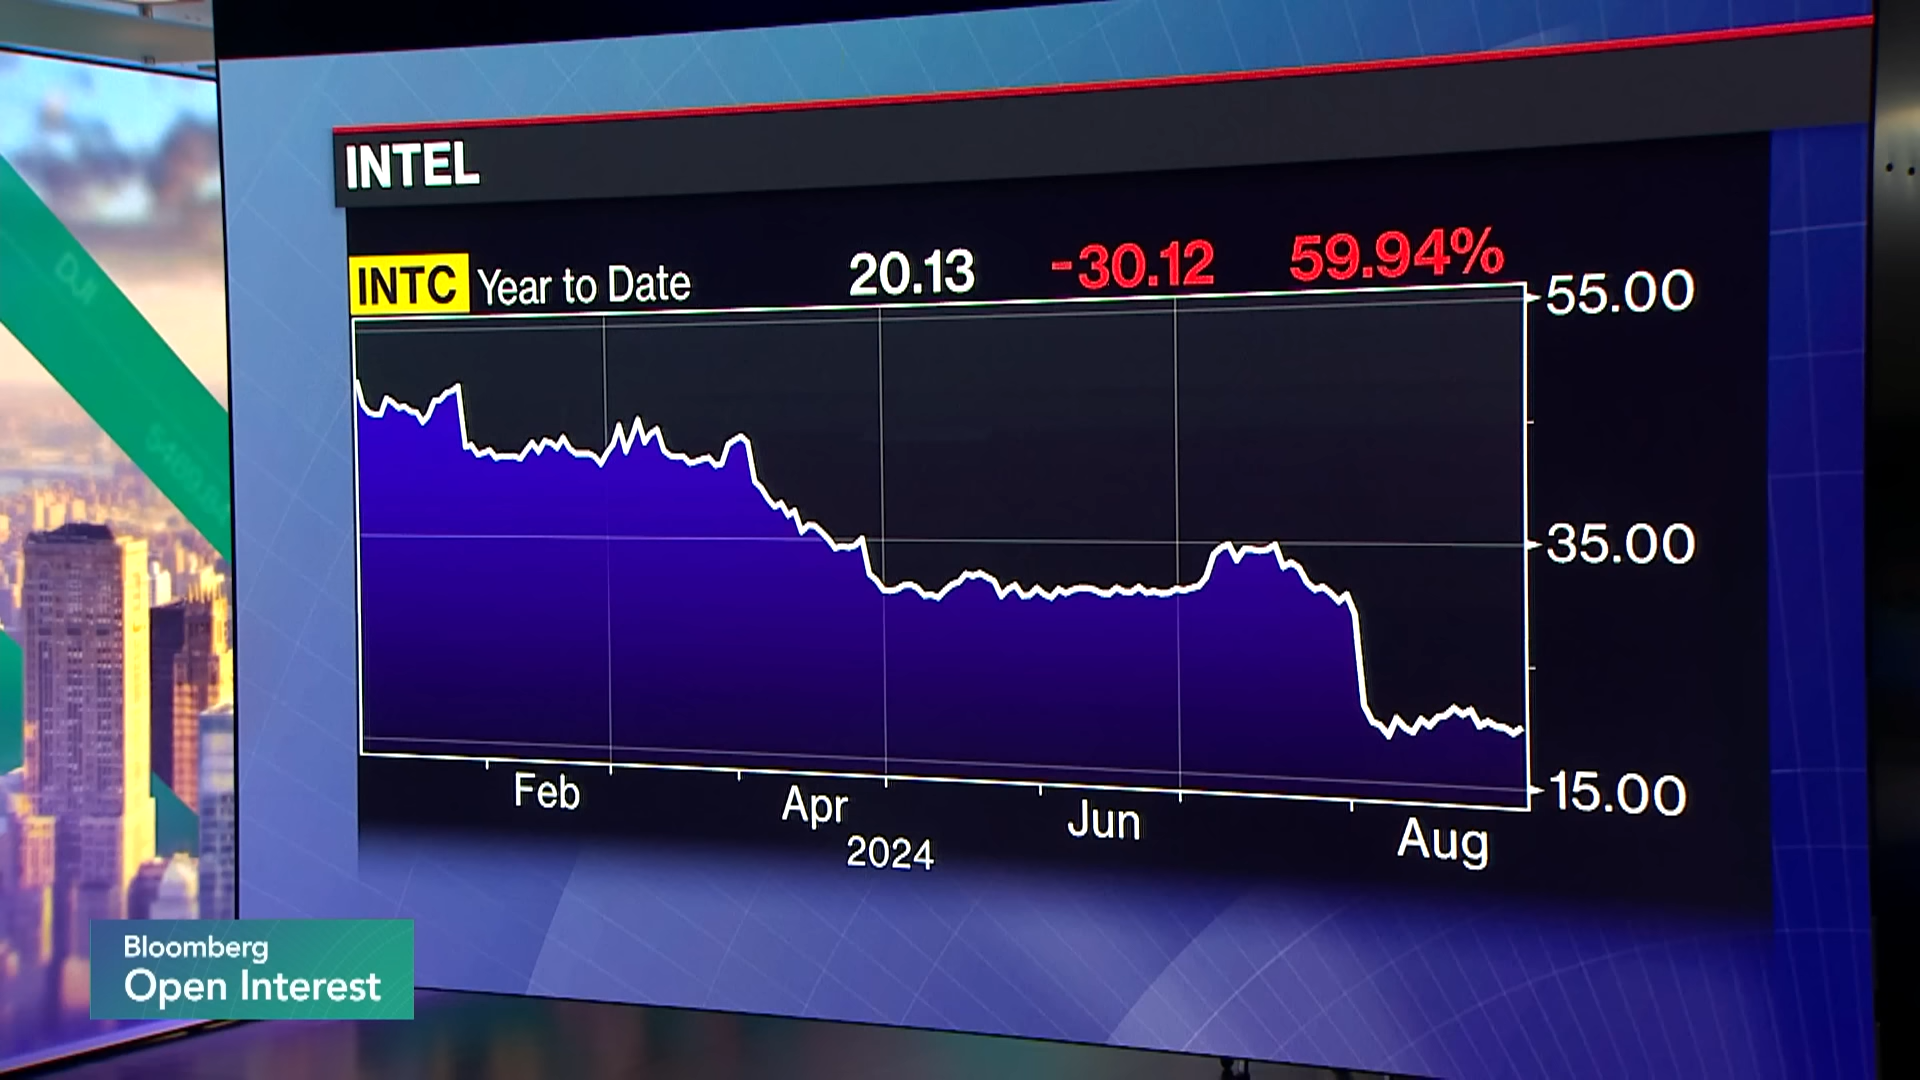 INTEL
INTC Year to Date 20.13 -30.12 59.94%
55.00
35.00
15.00
Feb Apr Jun Aug
2024
DJI
Bloomberg
Open Interest